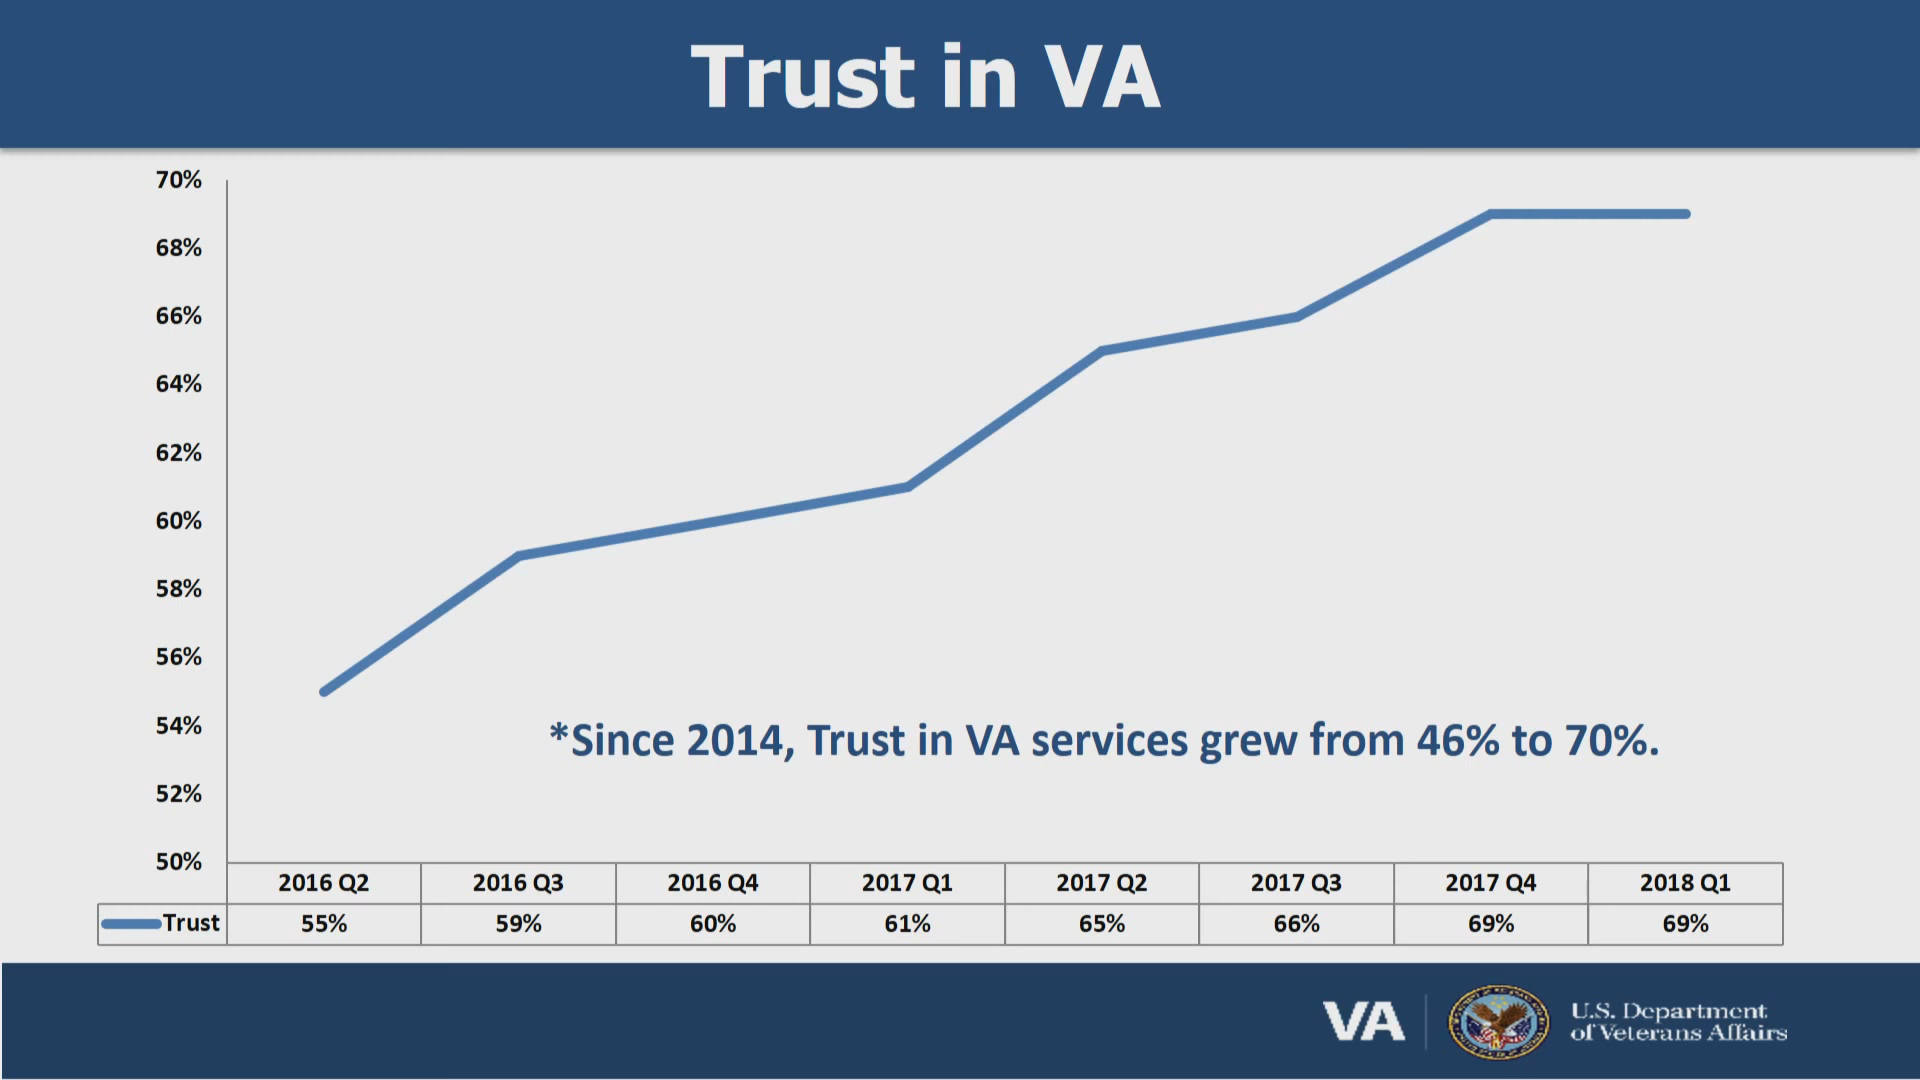 Trust in VA
70%
68%
66%
64%
62%
60%
58%
56%
54%
52%
50%
*Since 2014, Trust in VA services grew from 46% to 70%.
2016 Q2 2016 Q3 2016 Q4 2017 Q1 2017 Q2 2017 Q3 2017 Q4 2018 Q1
Trust 55% 59% 60% 61% 65% 66% 69% 69%
VA
U.S. Department
of Veterans Affairs